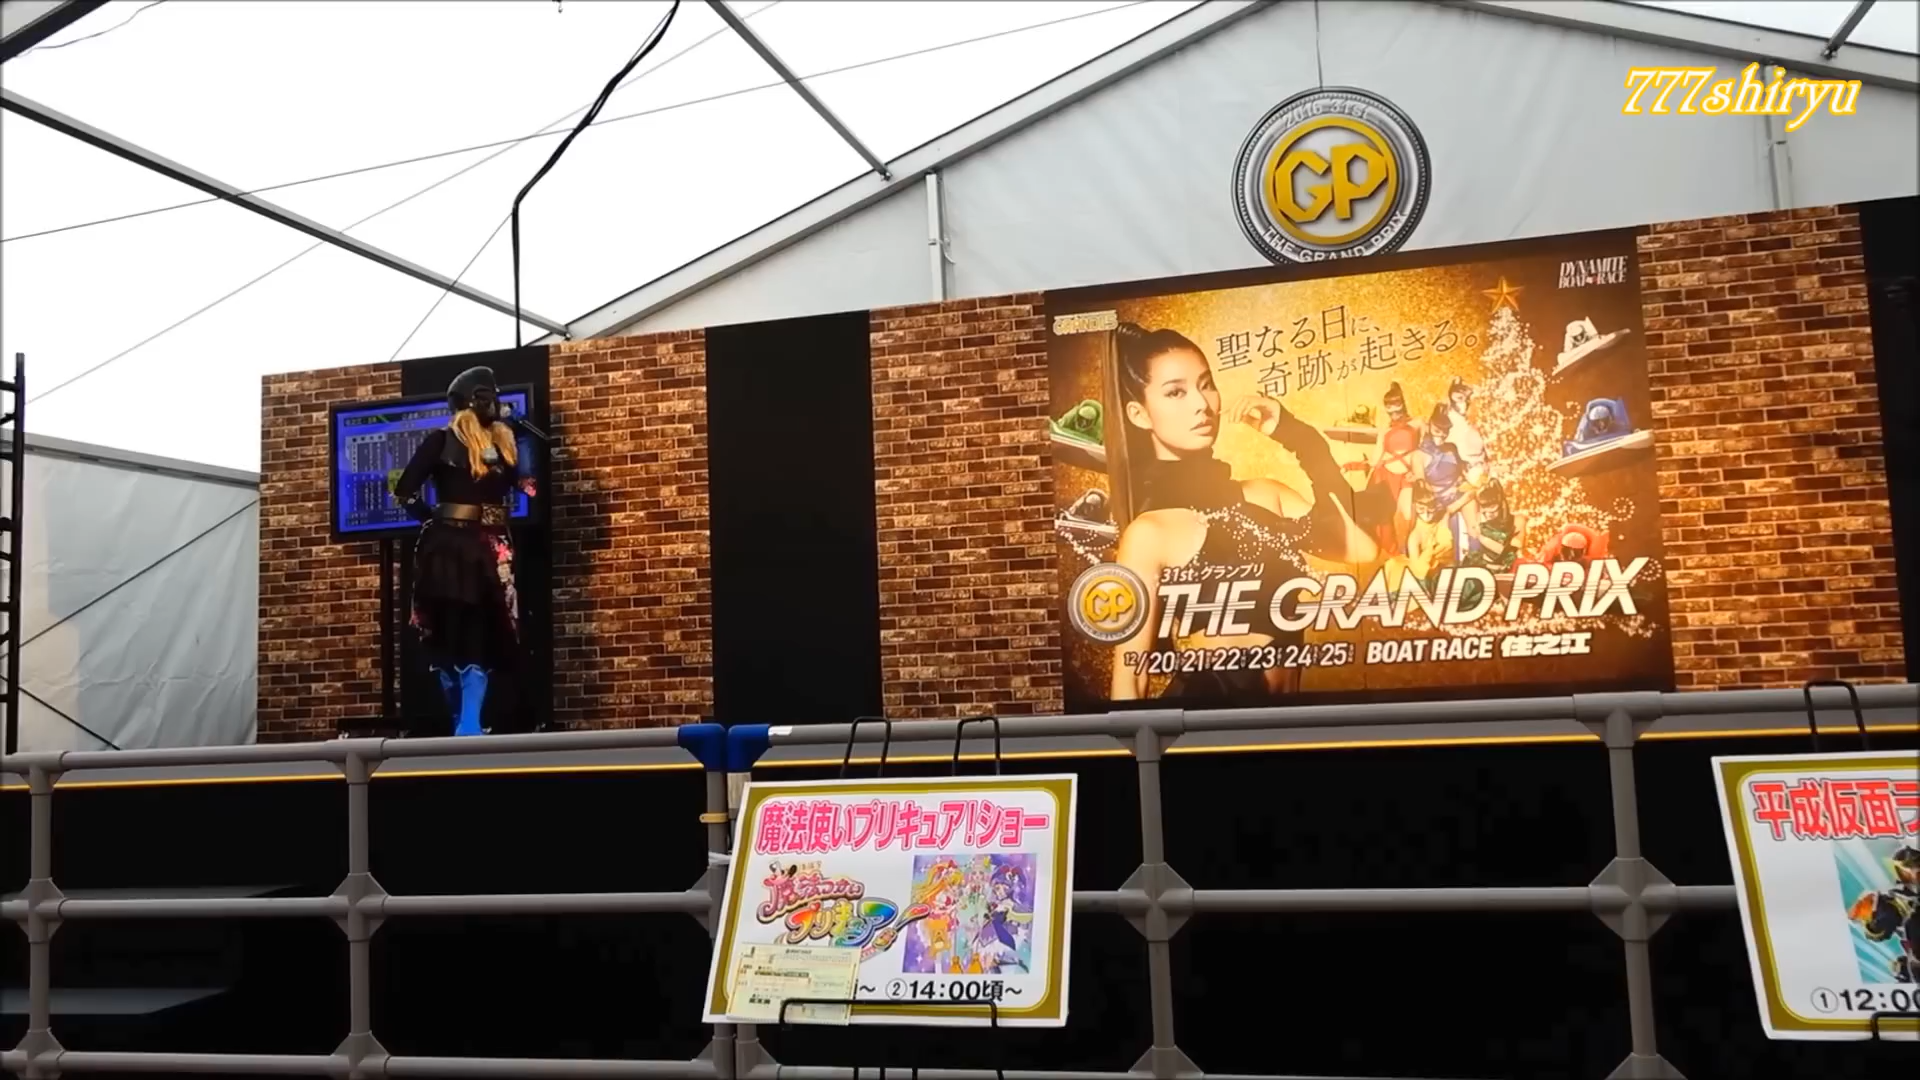 777shiryu
2016 31st
GP
THE GRAND PRIX
DYNAMITE
BOAT RACE
聖なる日に、
奇跡が起きる。
31st グランプリ
GP
THE GRAND PRIX
12/20 21 22 23 24 25
BOAT RACE 住之江
魔法使いプリキュア!ショー
魔法つかい
プリキュア!
~ ②14:00頃~
平成仮面ラ
①12:00